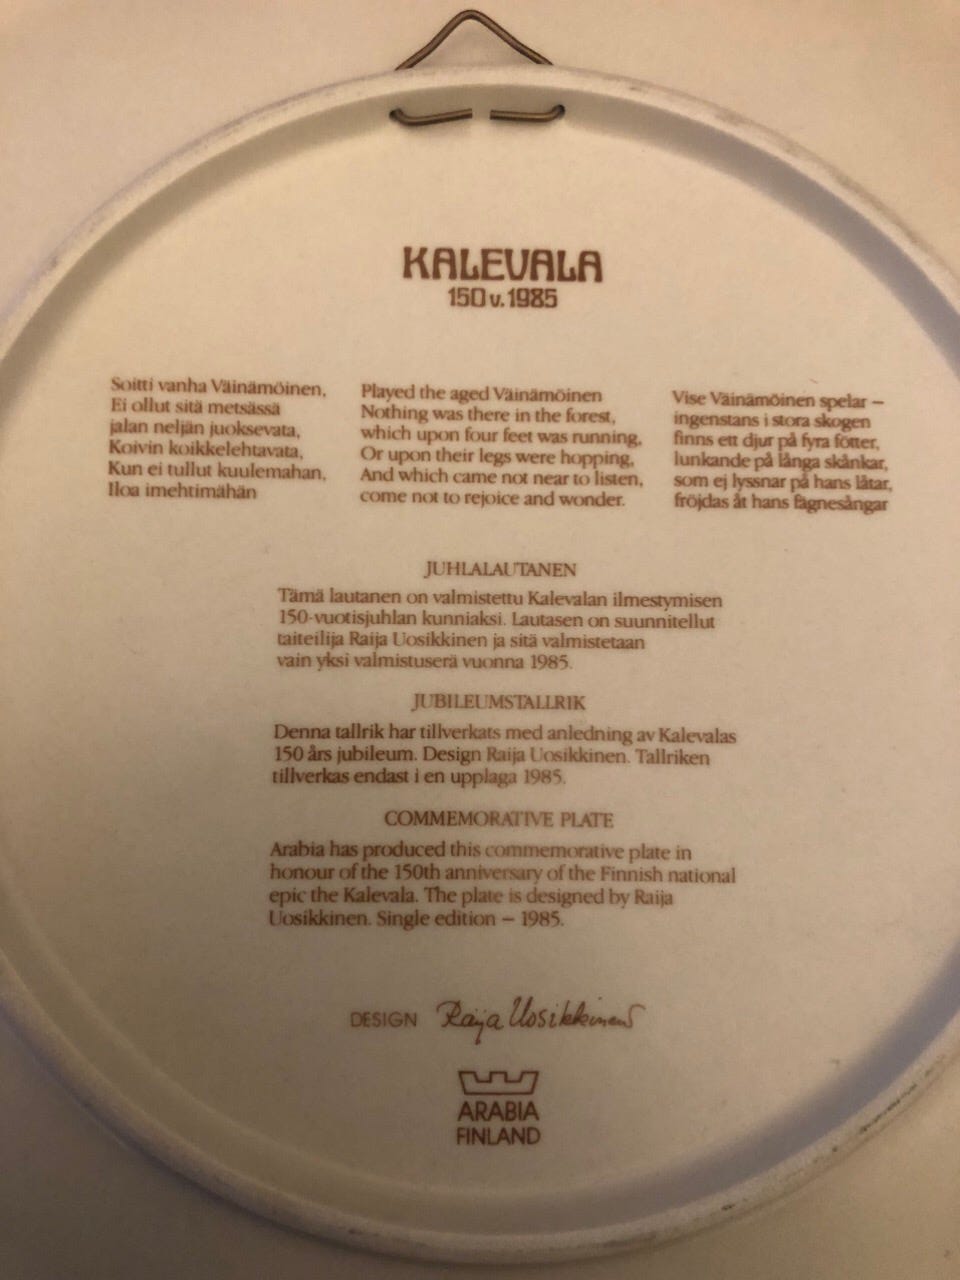 KALEVALA
150 v. 1985
Soitti vanha Väinämöinen,
Ei ollut sitä metsässä
jalan neljän juoksevata,
Koivin koikkelehtavata,
Kun ei tullut kuulemahan,
Iloa imehtimähän
Played the aged Väinämöinen
Nothing was there in the forest,
which upon four feet was running,
Or upon their legs were hopping,
And which came not near to listen,
come not to rejoice and wonder.
Vise Väinämöinen spelar –
ingenstans i stora skogen
finns ett djur på fyra fötter,
lunkande på långa skånkar,
som ej lyssnar på hans låtar,
fröjdas åt hans fägnesångar
JUHLALAUTANEN
Tämä lautanen on valmistettu Kalevalan ilmestymisen
150-vuotisjuhlan kunniaksi. Lautasen on suunnitellut
taiteilija Raija Uosikkinen ja sitä valmistetaan
vain yksi valmistuserä vuonna 1985.
JUBILEUMSTALLRIK
Denna tallrik har tillverkats med anledning av Kalevalas
150 års jubileum. Design Raija Uosikkinen. Tallriken
tillverkas endast i en upplaga 1985.
COMMEMORATIVE PLATE
Arabia has produced this commemorative plate in
honour of the 150th anniversary of the Finnish national
epic the Kalevala. The plate is designed by Raija
Uosikkinen. Single edition – 1985.
DESIGN Raija Uosikkinen
ARABIA
FINLAND